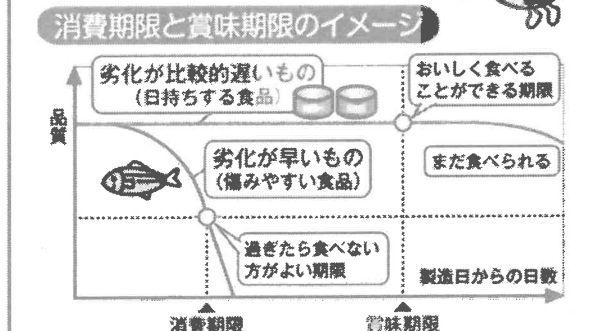 消費期限と賞味期限のイメージ
劣化が比較的遅いもの
(日持ちする食品)
おいしく食べる
ことができる期限
品質
劣化が早いもの
(傷みやすい食品)
まだ食べられる
過ぎたら食べない
方がよい期限
製造日からの日数
消費期限
賞味期限